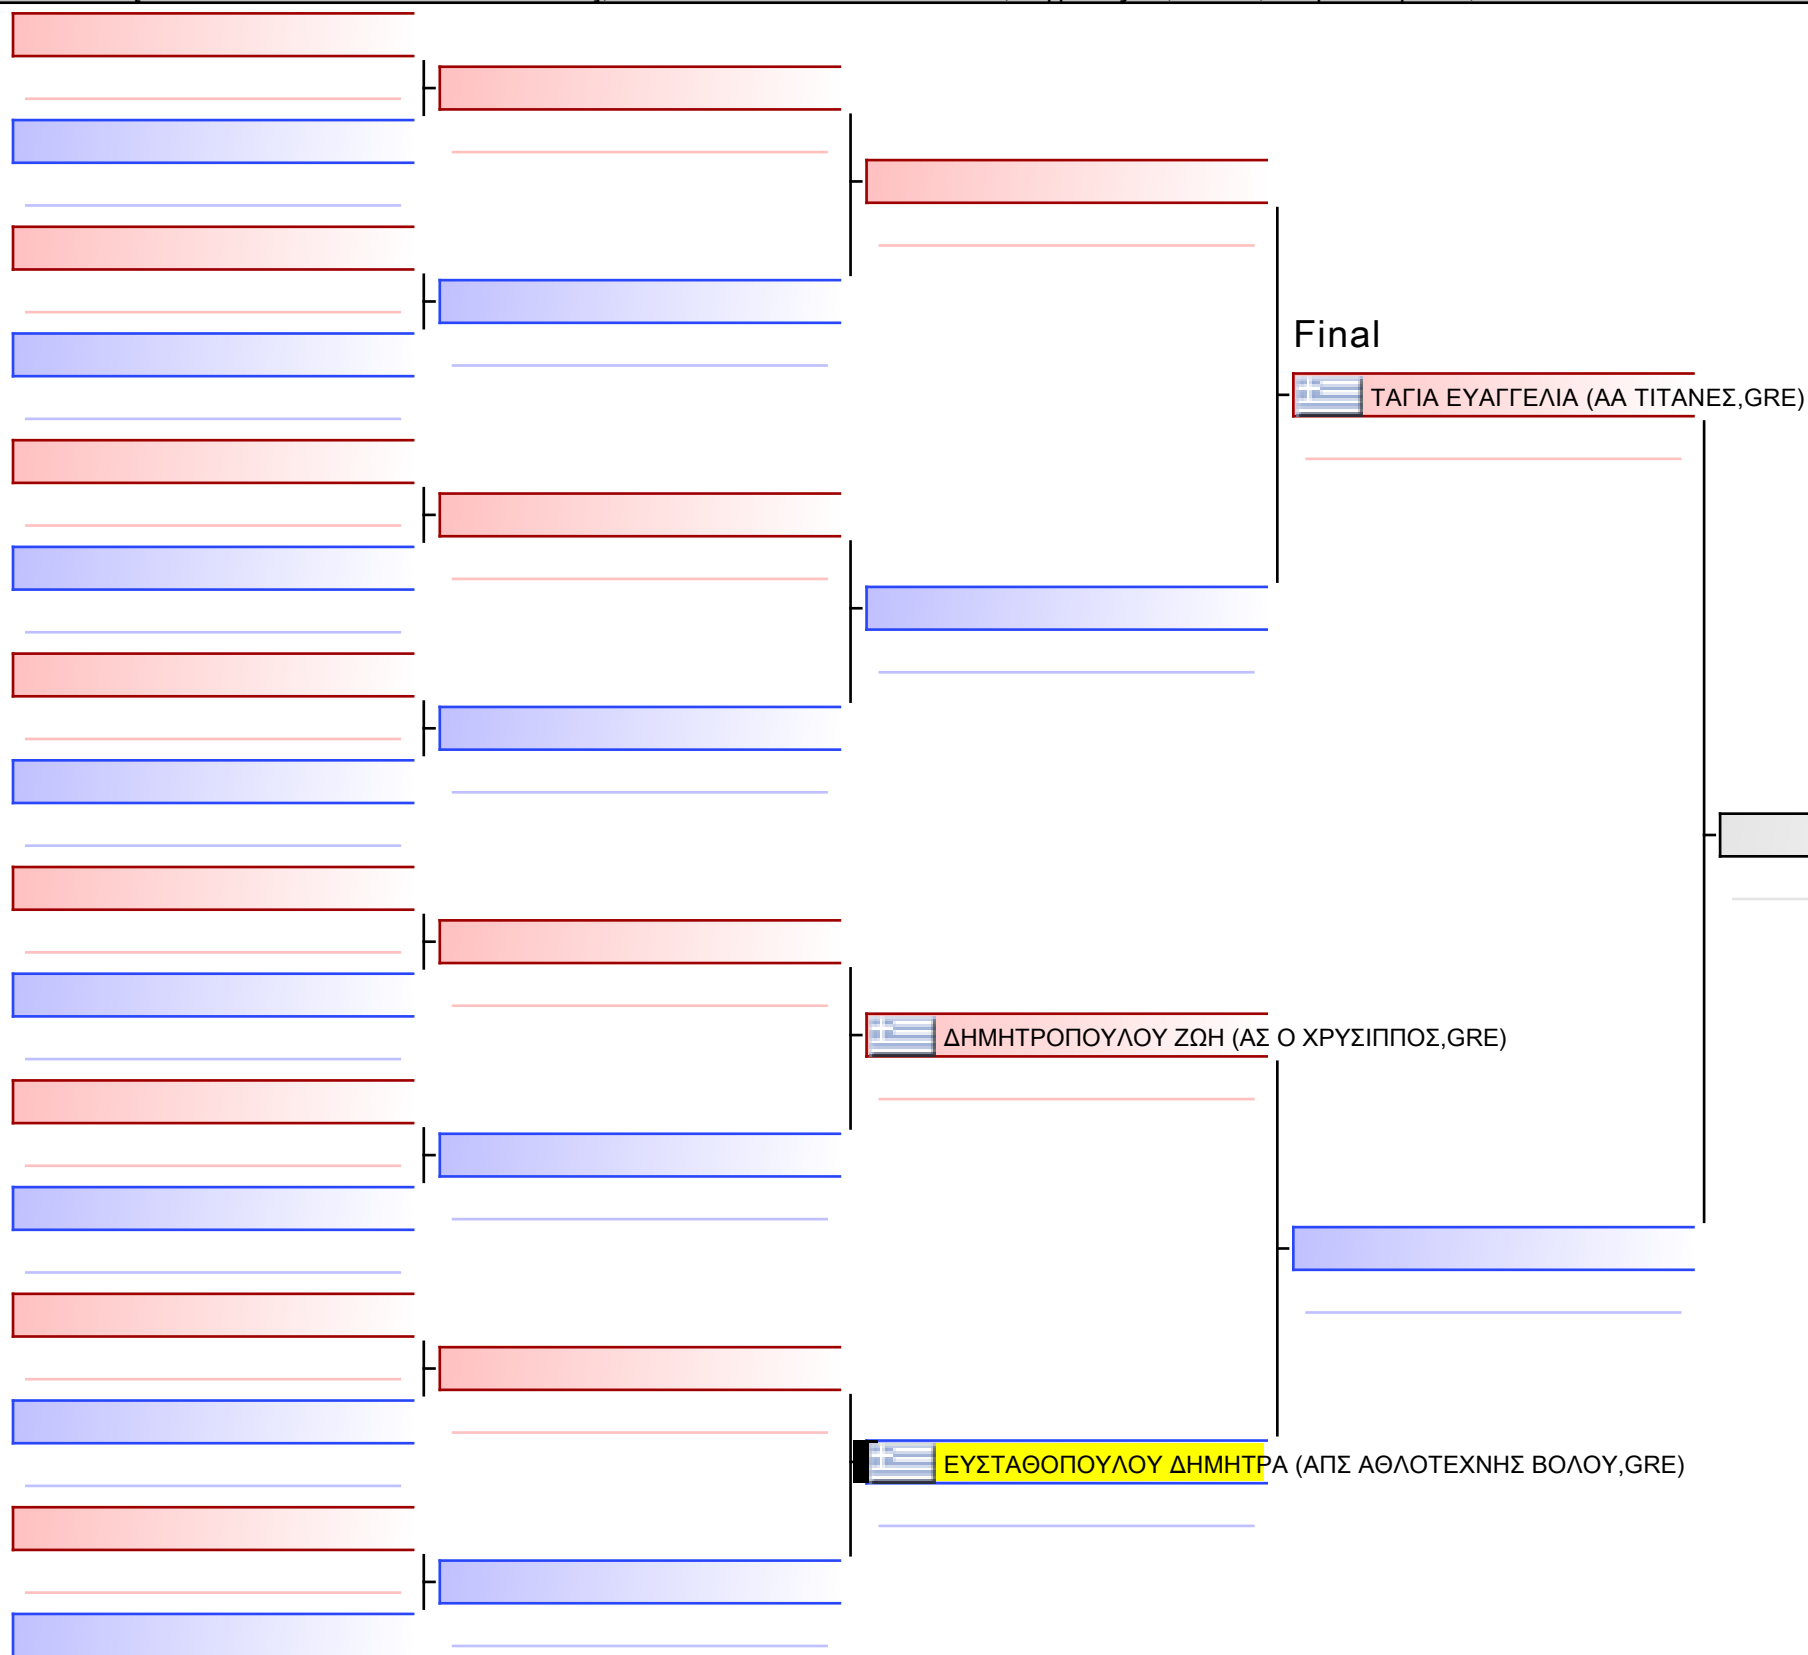 Final
ΤΑΓΙΑ ΕΥΑΓΓΕΛΙΑ (ΑΑ ΤΙΤΑΝΕΣ,GRE)
ΔΗΜΗΤΡΟΠΟΥΛΟΥ ΖΩΗ (ΑΣ Ο ΧΡΥΣΙΠΠΟΣ,GRE)
ΕΥΣΤΑΘΟΠΟΥΛΟΥ ΔΗΜΗΤΡΑ (ΑΠΣ ΑΘΛΟΤΕΧΝΗΣ ΒΟΛΟΥ,GRE)